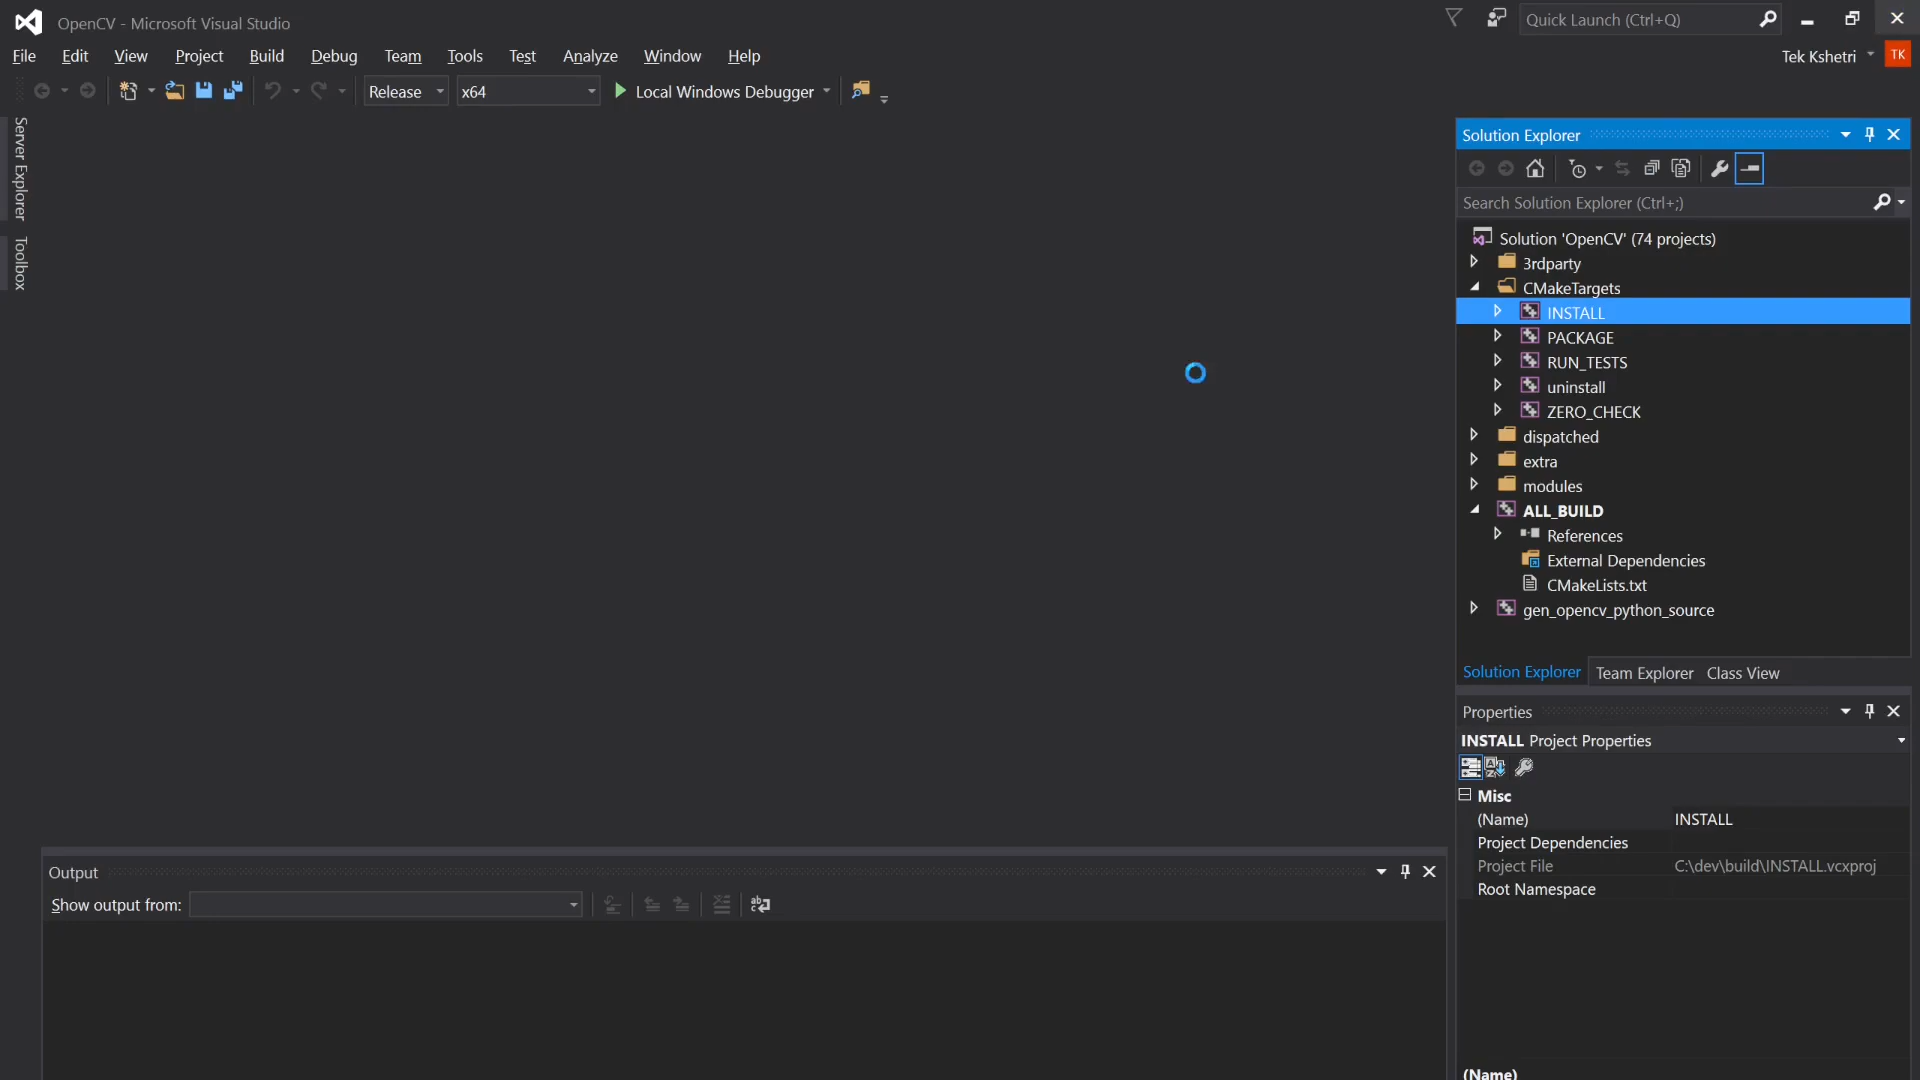 OpenCV - Microsoft Visual Studio
Quick Launch (Ctrl+Q)
File Edit View Project Build Debug Team Tools Test Analyze Window Help
Tek Kshetri TK
Release x64 Local Windows Debugger
Server Explorer
Toolbox
Solution Explorer
Search Solution Explorer (Ctrl+;)
Solution 'OpenCV' (74 projects)
3rdparty
CMakeTargets
INSTALL
PACKAGE
RUN_TESTS
uninstall
ZERO_CHECK
dispatched
extra
modules
ALL_BUILD
References
External Dependencies
CMakeLists.txt
gen_opencv_python_source
Solution Explorer Team Explorer Class View
Properties
INSTALL Project Properties
Misc
(Name) INSTALL
Project Dependencies
Project File C:\dev\build\INSTALL.vcxproj
Root Namespace
(Name)
Output
Show output from: